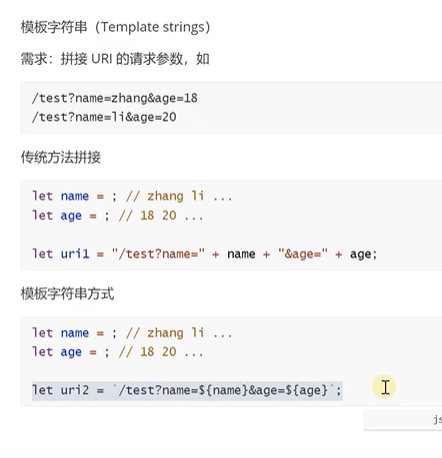 模板字符串（Template strings）
需求：拼接 URI 的请求参数，如
/test?name=zhang&age=18
/test?name=li&age=20
传统方法拼接
let name = ; // zhang li ...
let age = ; // 18 20 ...
let uri1 = "/test?name=" + name + "&age=" + age;
模板字符串方式
let name = ; // zhang li ...
let age = ; // 18 20 ...
let uri2 = `/test?name=${name}&age=${age}`;
js